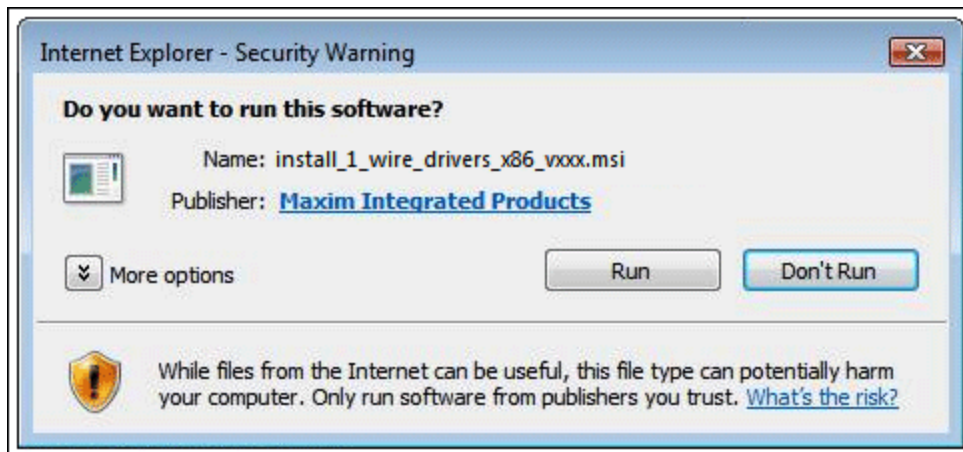 Internet Explorer - Security Warning
Do you want to run this software?
Name: install_1_wire_drivers_x86_vxxx.msi
Publisher: Maxim Integrated Products
More options
Run
Don't Run
While files from the Internet can be useful, this file type can potentially harm
your computer. Only run software from publishers you trust. What's the risk?